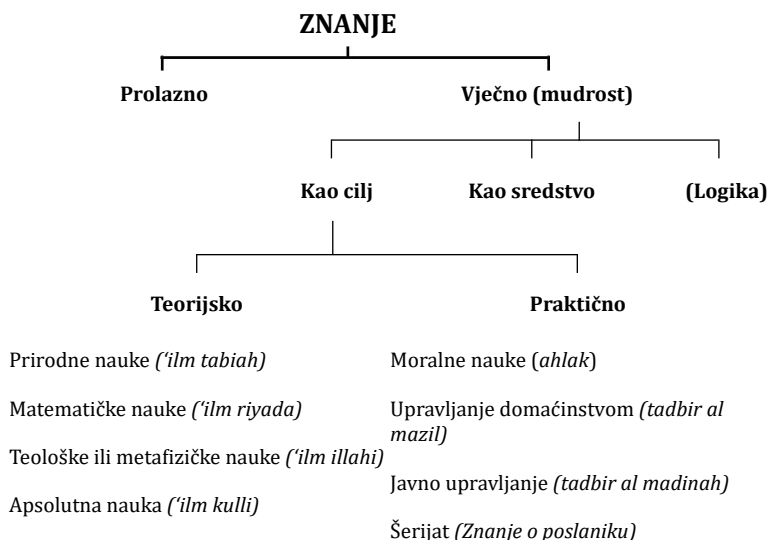 ZNANJE
Prolazno
Vječno (mudrost)
Kao cilj
Kao sredstvo
(Logika)
Teorijsko
Praktično
Prirodne nauke (‘ilm tabiah)
Matematičke nauke (‘ilm riyada)
Teološke ili metafizičke nauke (‘ilm illahi)
Apsolutna nauka (‘ilm kulli)
Moralne nauke (ahlak)
Upravljanje domaćinstvom (tadbir al
mazil)
Javno upravljanje (tadbir al madinah)
Šerijat (Znanje o poslaniku)